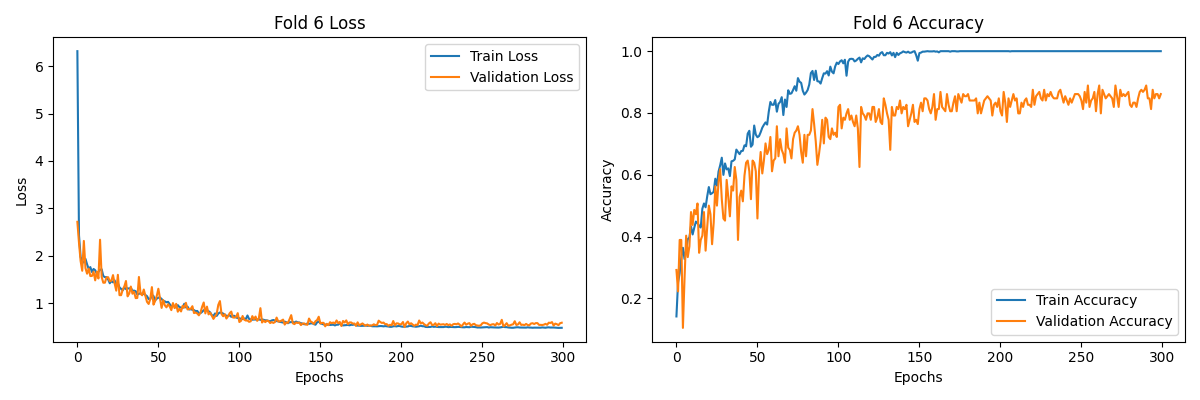 Fold 6 Loss
Loss
6
5
4
3
2
1
Train Loss
Validation Loss
0
50
100
150
200
250
300
Epochs
Fold 6 Accuracy
Accuracy
1.0
0.8
0.6
0.4
0.2
Train Accuracy
Validation Accuracy
0
50
100
150
200
250
300
Epochs